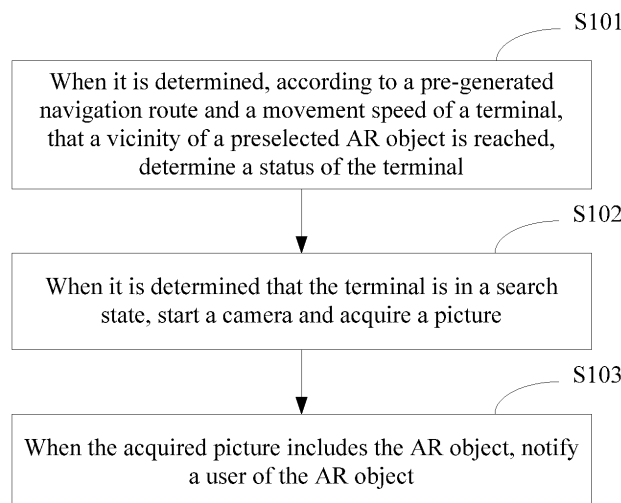 S101
When it is determined, according to a pre-generated
navigation route and a movement speed of a terminal,
that a vicinity of a preselected AR object is reached,
determine a status of the terminal
S102
When it is determined that the terminal is in a search
state, start a camera and acquire a picture
S103
When the acquired picture includes the AR object, notify
a user of the AR object